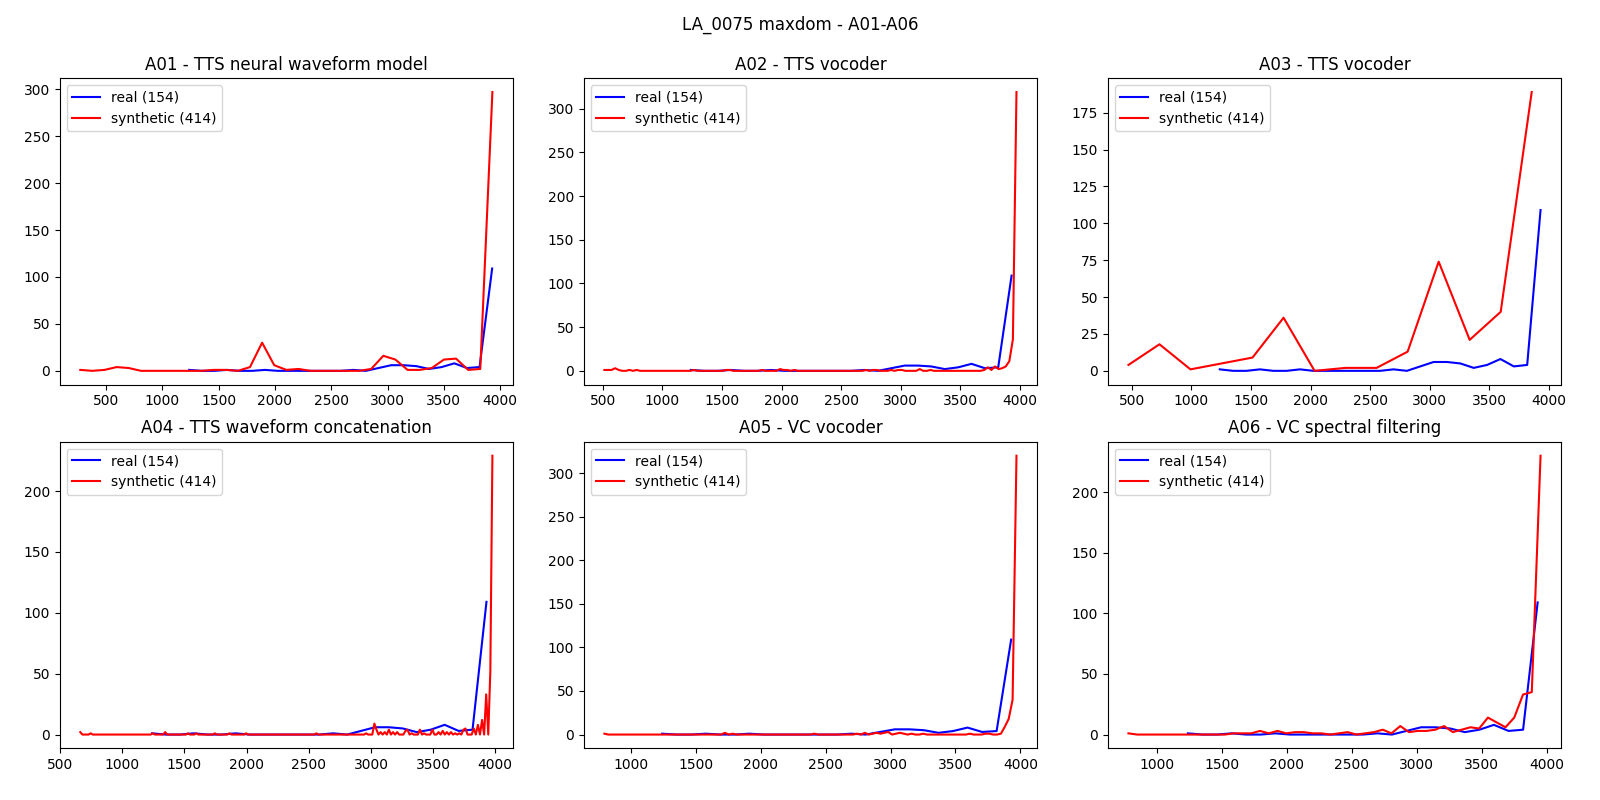 LA_0075 maxdom - A01-A06
A01 - TTS neural waveform model
real (154)
synthetic (414)
300
250
200
150
100
50
0
500 1000 1500 2000 2500 3000 3500 4000
A02 - TTS vocoder
real (154)
synthetic (414)
300
250
200
150
100
50
0
500 1000 1500 2000 2500 3000 3500 4000
A03 - TTS vocoder
real (154)
synthetic (414)
175
150
125
100
75
50
25
0
500 1000 1500 2000 2500 3000 3500 4000
A04 - TTS waveform concatenation
real (154)
synthetic (414)
200
150
100
50
0
500 1000 1500 2000 2500 3000 3500 4000
A05 - VC vocoder
real (154)
synthetic (414)
300
250
200
150
100
50
0
1000 1500 2000 2500 3000 3500 4000
A06 - VC spectral filtering
real (154)
synthetic (414)
200
150
100
50
0
1000 1500 2000 2500 3000 3500 4000